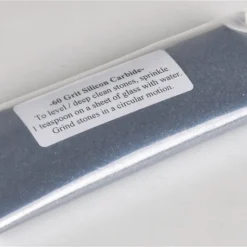 -60 Grit Silicon Carbide-
To level / deep clean stones, sprinkle
1 teaspoon on a sheet of glass with water.
Grind stones in a circular motion.